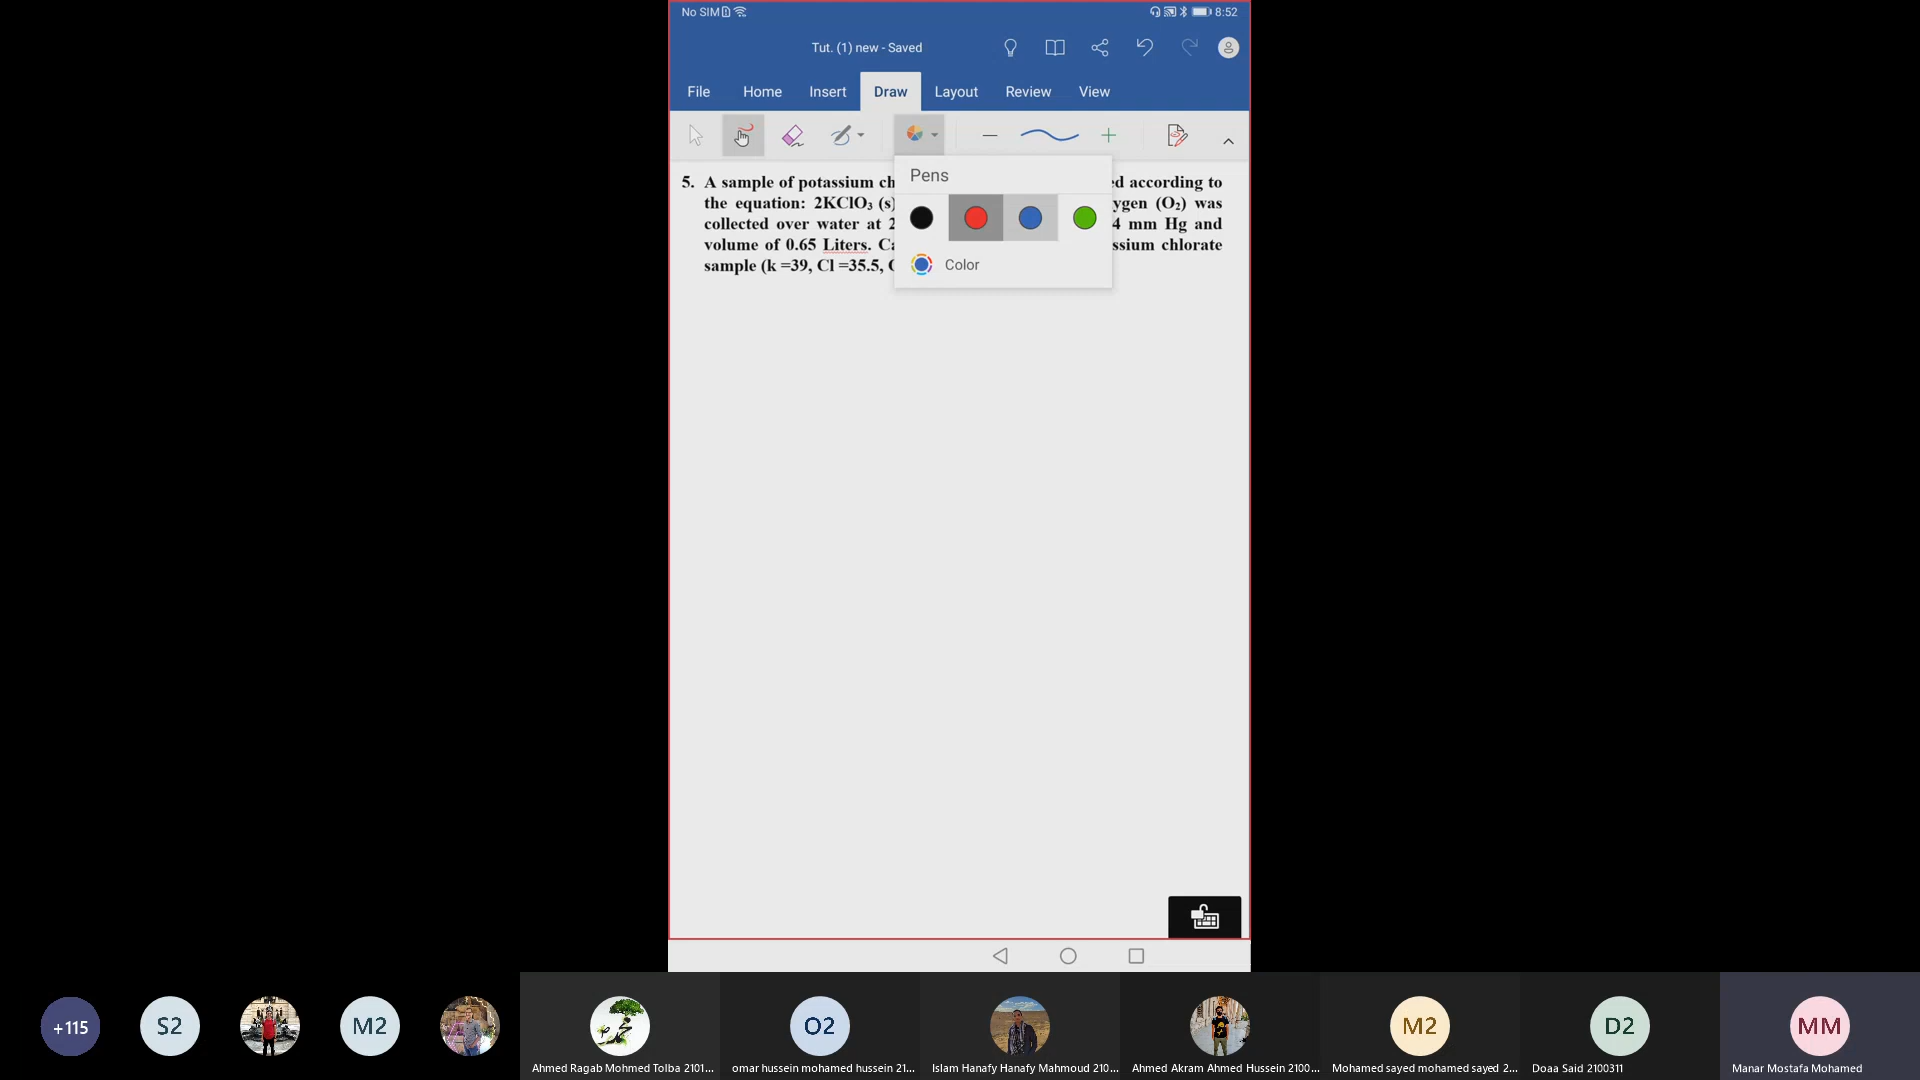 No SIM
8:52
Tut. (1) new - Saved
File Home Insert Draw Layout Review View
Pens
Color
5. A sample of potassium ch ed according to
the equation: 2KClO₃ (s) ygen (O₂) was
collected over water at 2 4 mm Hg and
volume of 0.65 Liters. Ca ssium chlorate
sample (k =39, Cl =35.5,
+115
S2
M2
Ahmed Ragab Mohmed Tolba 2101...
O2
omar hussein mohamed hussein 21...
Islam Hanafy Hanafy Mahmoud 210...
Ahmed Akram Ahmed Hussein 2100...
M2
Mohamed sayed mohamed sayed 2...
D2
Doaa Said 2100311
MM
Manar Mostafa Mohamed